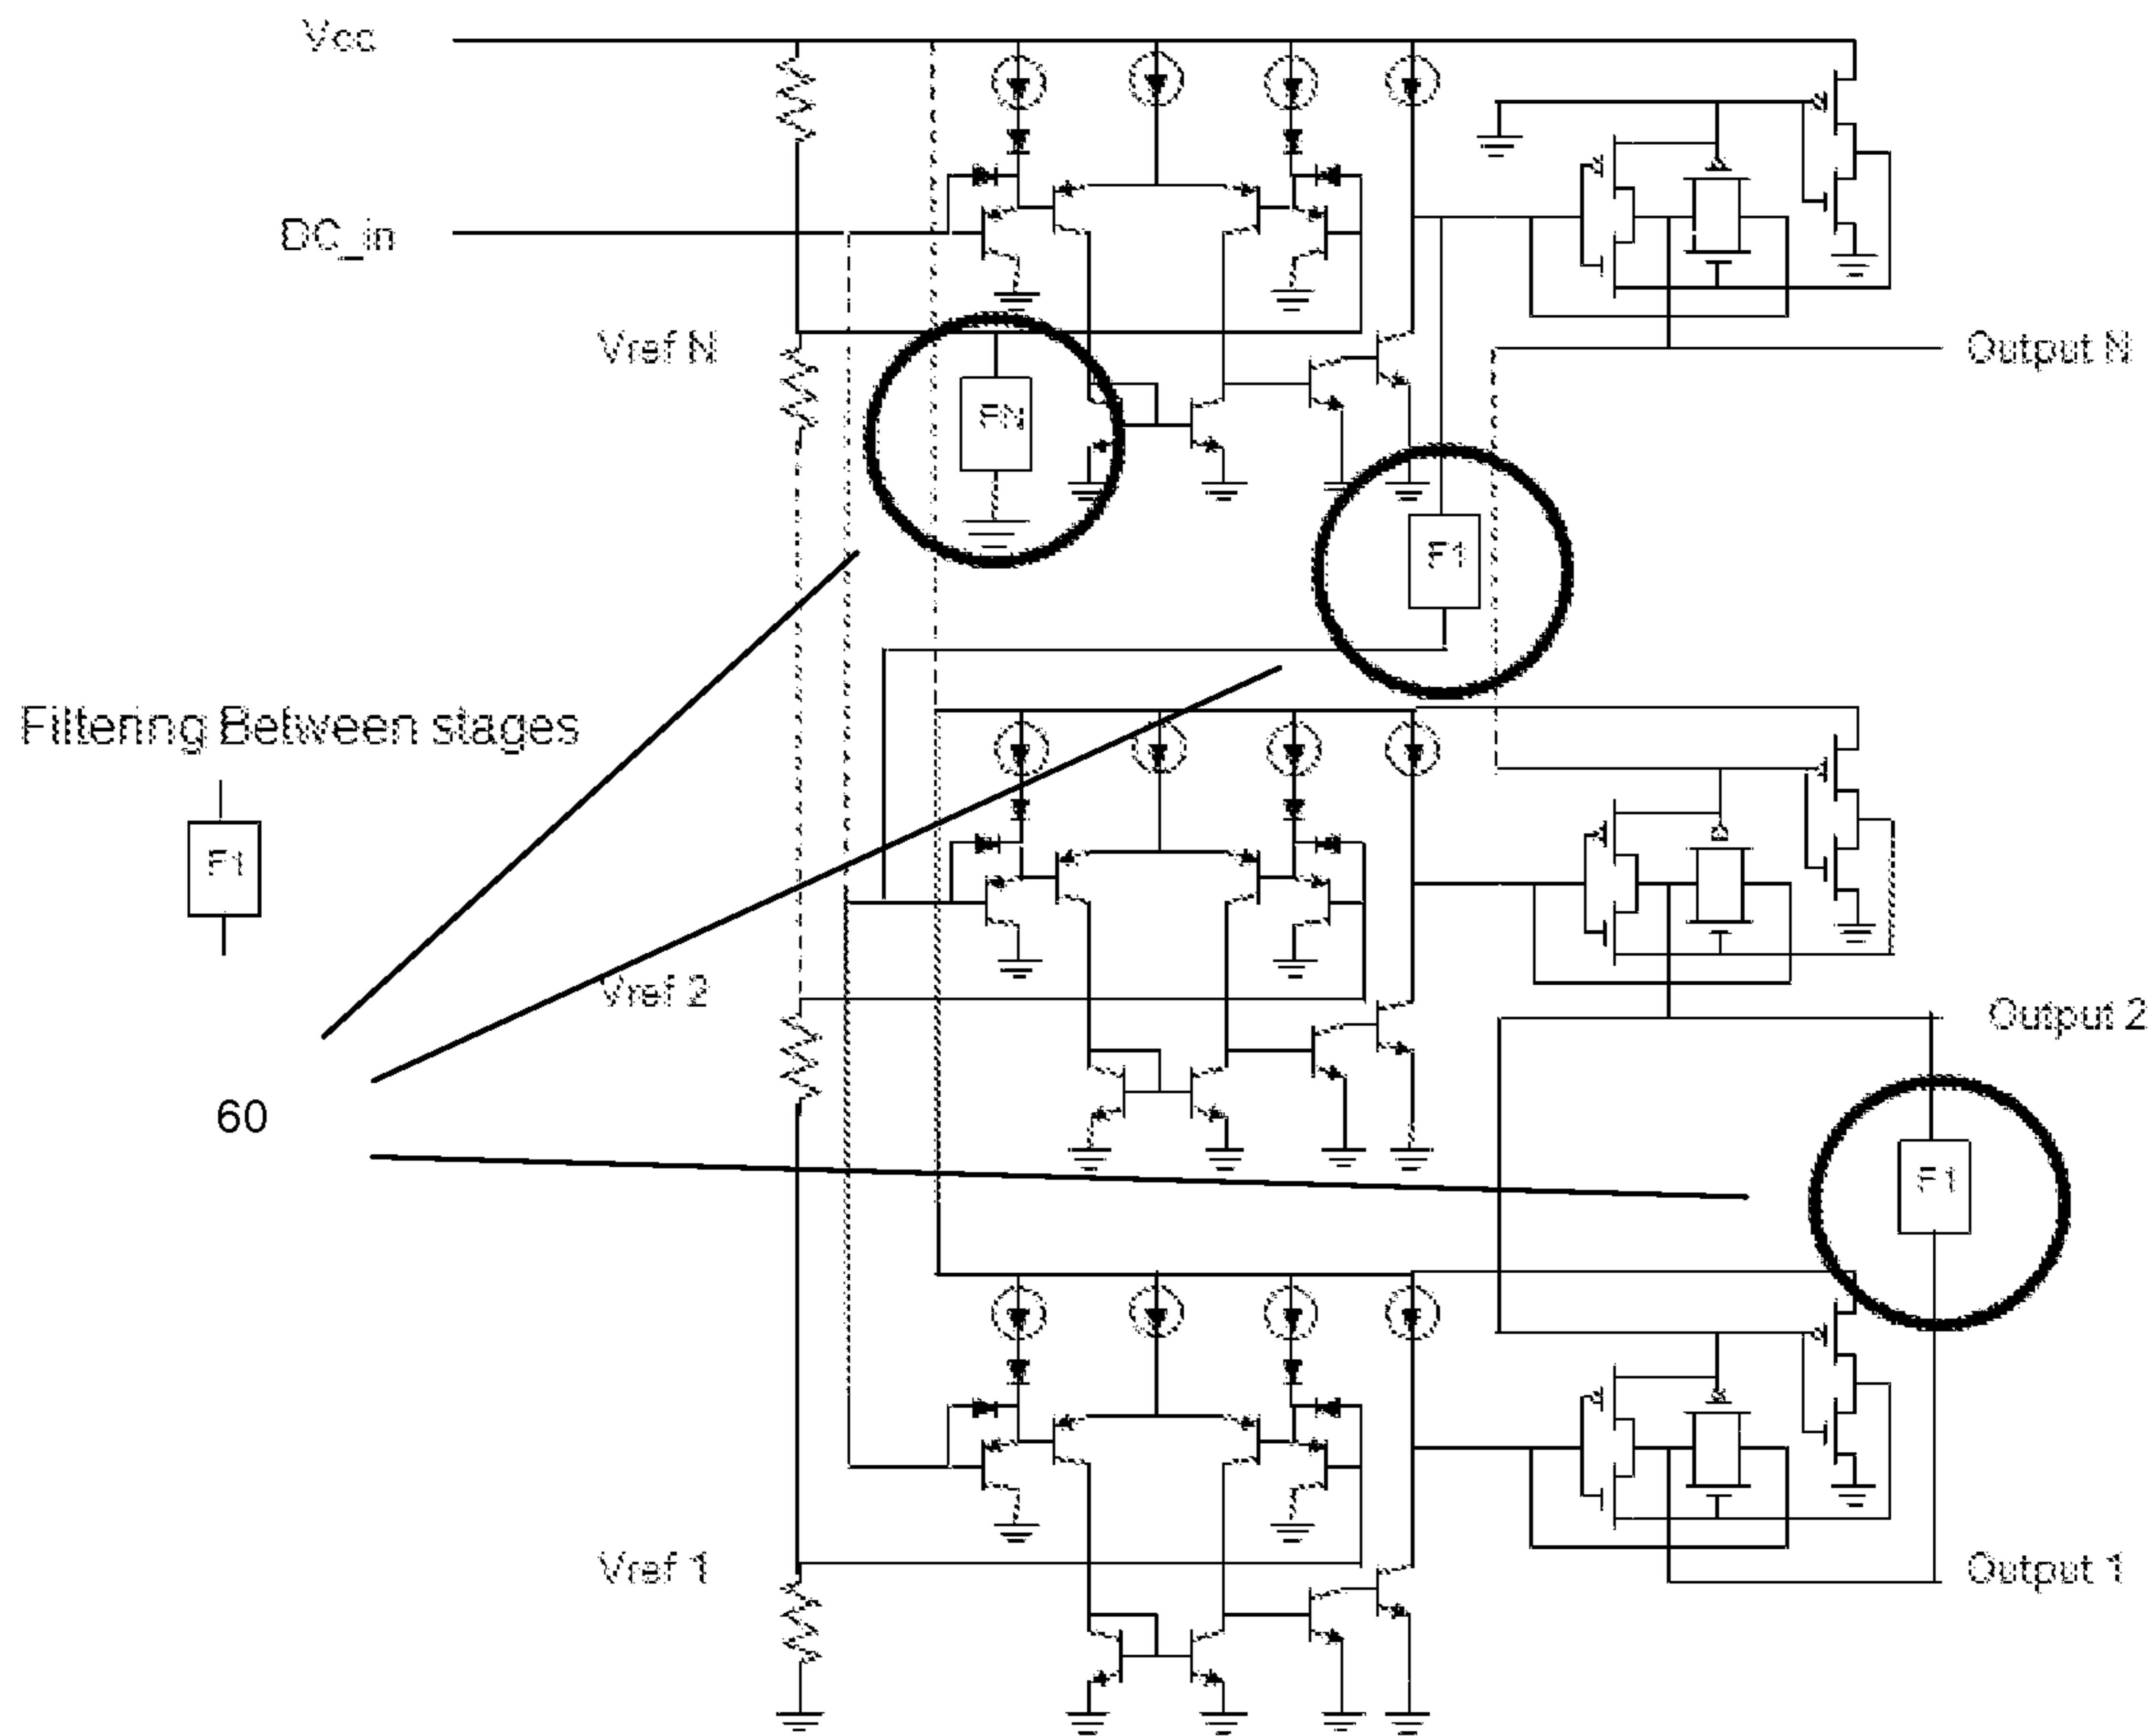 Vcc
DC_in
Vref N
Output N
FN
F1
Filtering Between stages
F1
Vref 2
Output 2
60
F1
Vref 1
Output 1